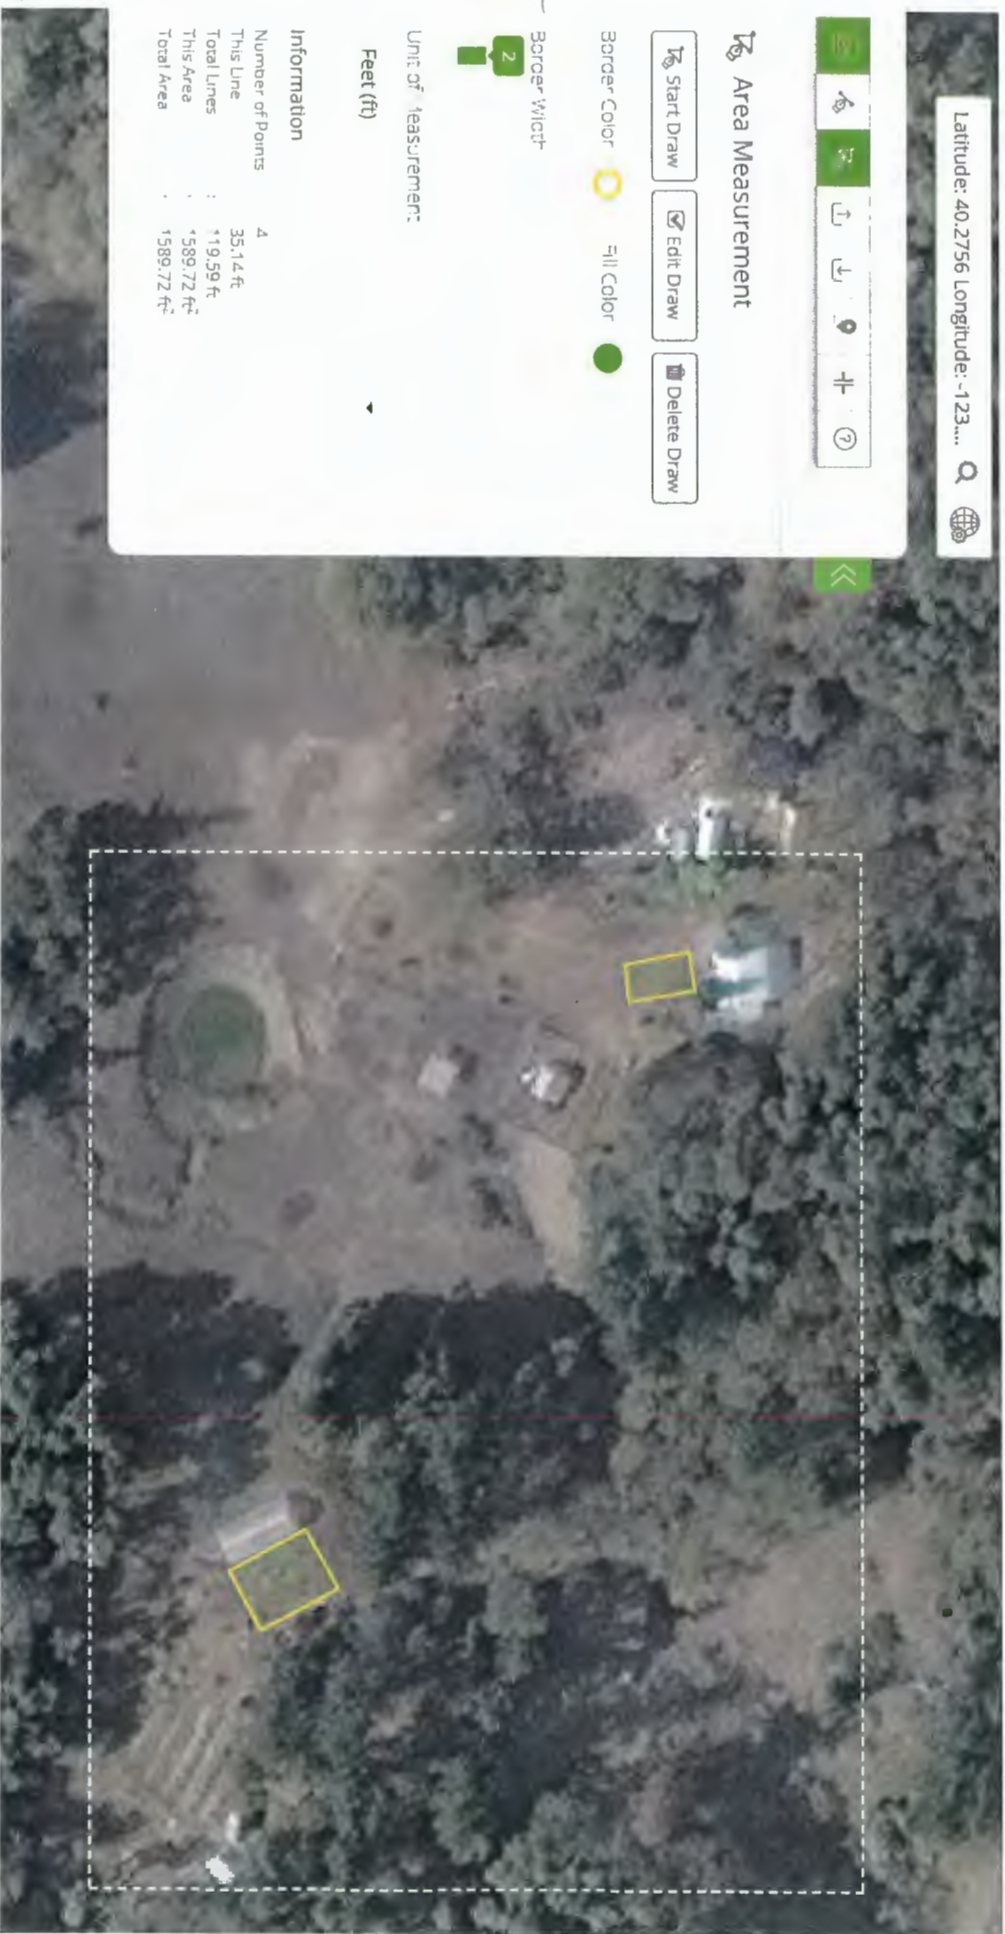 Latitude: 40.2756 Longitude: -123....
Area Measurement
Start Draw
Edit Draw
Delete Draw
Border Color
Fill Color
Border Width
2
Unit of Measurement
Feet (ft)
Information
Number of Points : 4
This Line 35.14 ft
Total Lines : 119.59 ft
This Area : 1589.72 ft²
Total Area : 1589.72 ft²